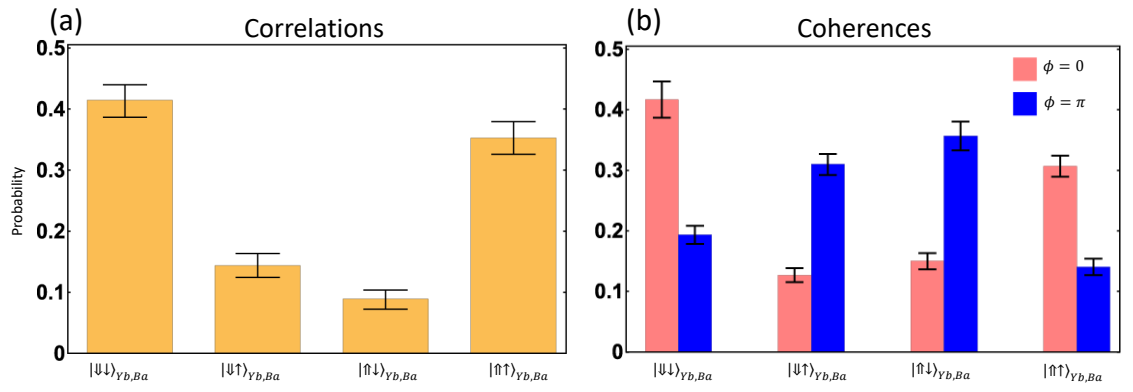 (a)
Correlations
Probability
0.5
0.4
0.3
0.2
0.1
0
|⇓↓⟩Yb,Ba
|⇓↑⟩Yb,Ba
|⇑↓⟩Yb,Ba
|⇑↑⟩Yb,Ba
(b)
Coherences
0.5
0.4
0.3
0.2
0.1
0
ϕ = 0
ϕ = π
|⇓↓⟩Yb,Ba
|⇓↑⟩Yb,Ba
|⇑↓⟩Yb,Ba
|⇑↑⟩Yb,Ba